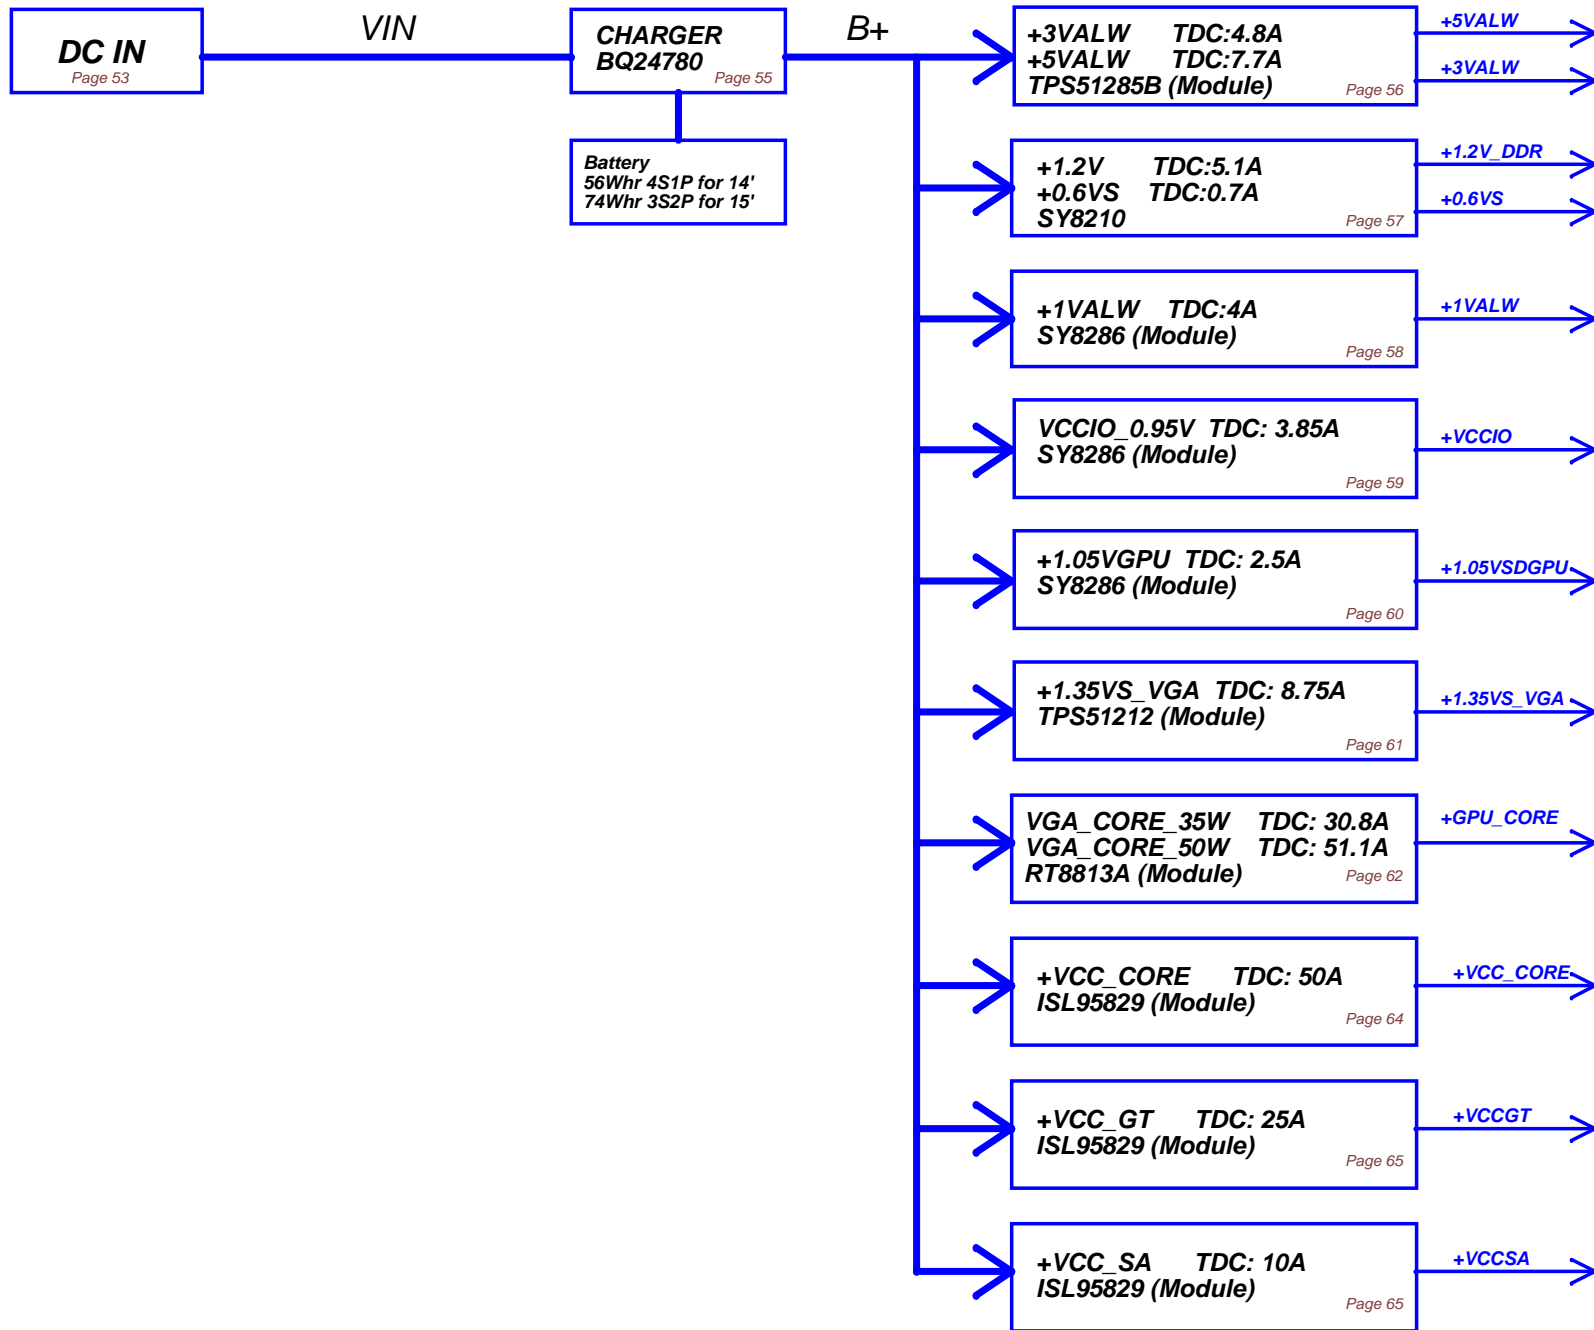 DC IN
Page 53
VIN
CHARGER
BQ24780
Page 55
B+
Battery
56Whr 4S1P for 14'
74Whr 3S2P for 15'
+3VALW TDC:4.8A
+5VALW TDC:7.7A
TPS51285B (Module)
Page 56
+5VALW
+3VALW
+1.2V TDC:5.1A
+0.6VS TDC:0.7A
SY8210
Page 57
+1.2V_DDR
+0.6VS
+1VALW TDC:4A
SY8286 (Module)
Page 58
+1VALW
VCCIO_0.95V TDC: 3.85A
SY8286 (Module)
Page 59
+VCCIO
+1.05VGPU TDC: 2.5A
SY8286 (Module)
Page 60
+1.05VSDGPU
+1.35VS_VGA TDC: 8.75A
TPS51212 (Module)
Page 61
+1.35VS_VGA
VGA_CORE_35W TDC: 30.8A
VGA_CORE_50W TDC: 51.1A
RT8813A (Module)
Page 62
+GPU_CORE
+VCC_CORE TDC: 50A
ISL95829 (Module)
Page 64
+VCC_CORE
+VCC_GT TDC: 25A
ISL95829 (Module)
Page 65
+VCCGT
+VCC_SA TDC: 10A
ISL95829 (Module)
Page 65
+VCCSA